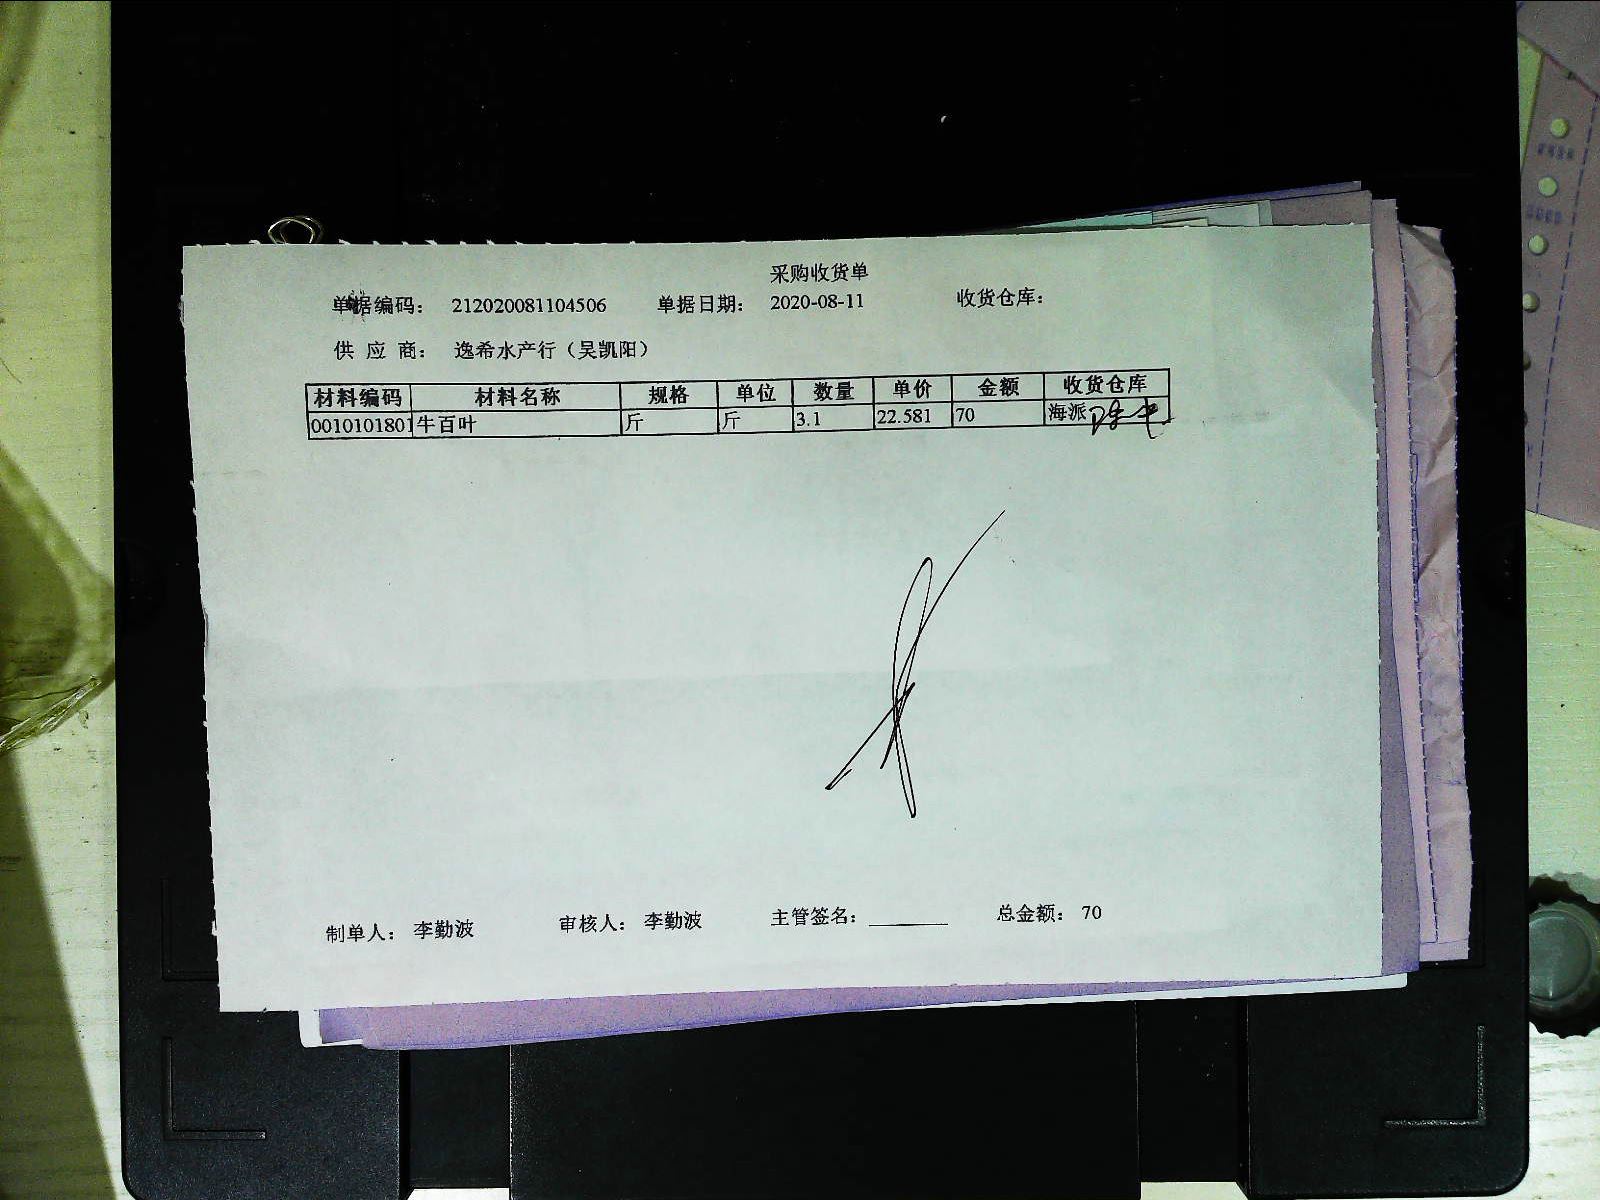 采购收货单
单据编码： 212020081104506 单据日期： 2020-08-11 收货仓库：
供 应 商： 逸希水产行（吴凯阳）
材料编码 材料名称 规格 单位 数量 单价 金额 收货仓库
0010101801 牛百叶 斤 斤 3.1 22.581 70 海派
制单人： 李勤波 审核人： 李勤波 主管签名： 总金额： 70